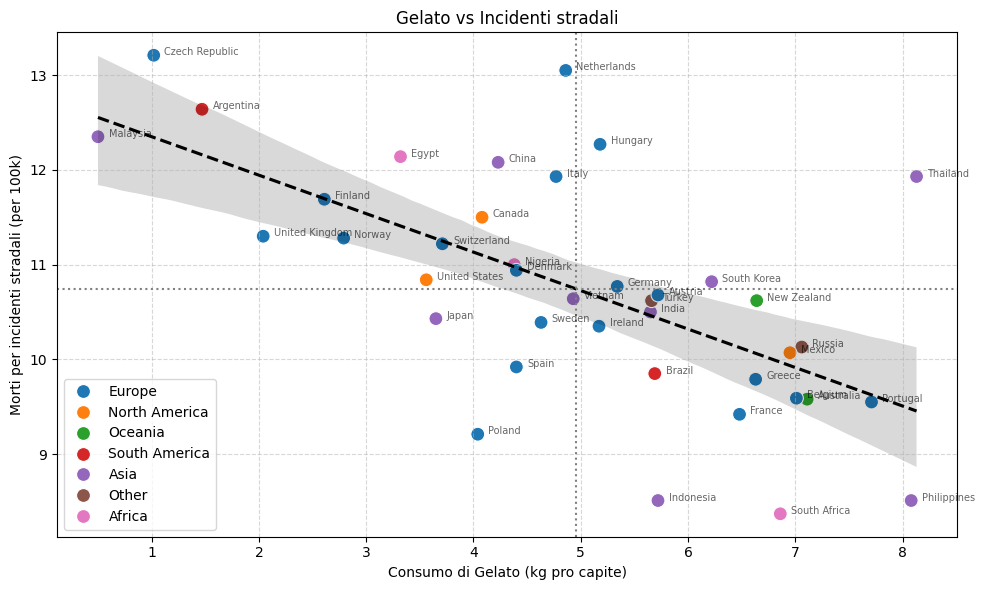 Gelato vs Incidenti stradali
Morti per incidenti stradali (per 100k)
13
12
11
10
9
Czech Republic
Netherlands
Argentina
Malaysia
Hungary
Egypt
China
Italy
Thailand
Finland
Canada
United Kingdom
Norway
Switzerland
Nigeria
Denmark
United States
Germany
South Korea
Austria
Turkey
Vietnam
New Zealand
India
Japan
Sweden
Ireland
Russia
Mexico
Spain
Brazil
Greece
Belgium
Australia
Portugal
France
Poland
Indonesia
Philippines
South Africa
Europe
North America
Oceania
South America
Asia
Other
Africa
1 2 3 4 5 6 7 8
Consumo di Gelato (kg pro capite)